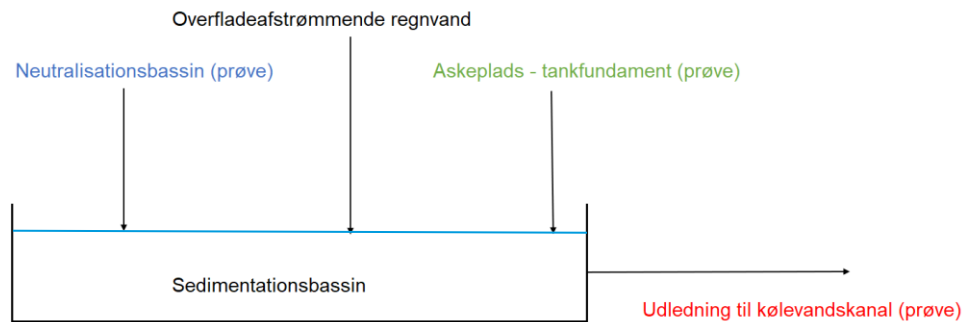 Overfladeafstrømmende regnvand
Neutralisationsbassin (prøve)
Askeplads - tankfundament (prøve)
Sedimentationsbassin
Udledning til kølevandskanal (prøve)